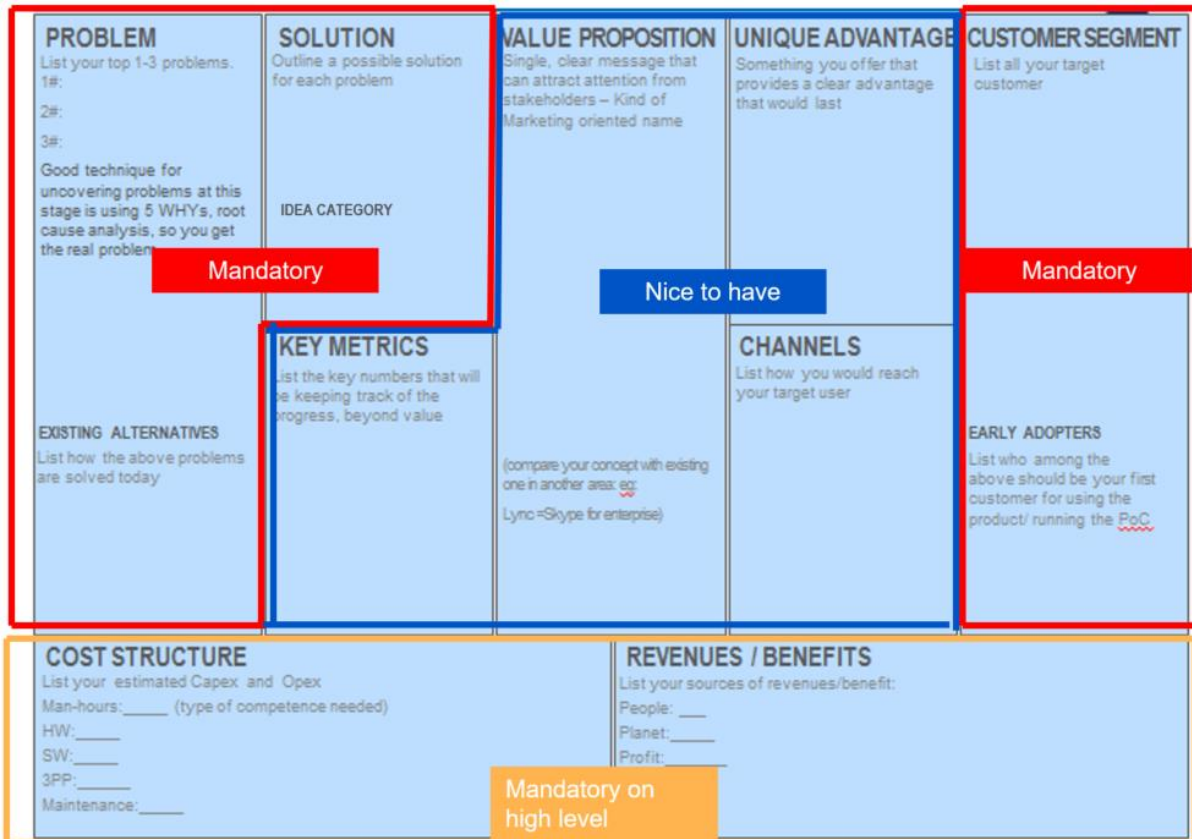 PROBLEM
List your top 1-3 problems.
1#:
2#:
3#:
Good technique for
uncovering problems at this
stage is using 5 WHY's, root
cause analysis, so you get
the real problem
Mandatory
EXISTING ALTERNATIVES
List how the above problems
are solved today
SOLUTION
Outline a possible solution
for each problem
IDEA CATEGORY
KEY METRICS
List the key numbers that will
be keeping track of the
progress, beyond value
VALUE PROPOSITION
Single, clear message that
can attract attention from
stakeholders – Kind of
Marketing oriented name
Nice to have
(compare your concept with existing
one in another area: eg:
Lync =Skype for enterprise)
UNIQUE ADVANTAGE
Something you offer that
provides a clear advantage
that would last
CHANNELS
List how you would reach
your target user
CUSTOMER SEGMENT
List all your target
customer
Mandatory
EARLY ADOPTERS
List who among the
above should be your first
customer for using the
product/ running the PoC
COST STRUCTURE
List your estimated Capex and Opex
Man-hours:_____ (type of competence needed)
HW:_____
SW:_____
3PP:______
Maintenance:_____
REVENUES / BENEFITS
List your sources of revenues/benefit:
People: ___
Planet:_____
Profit:_______
Mandatory on
high level